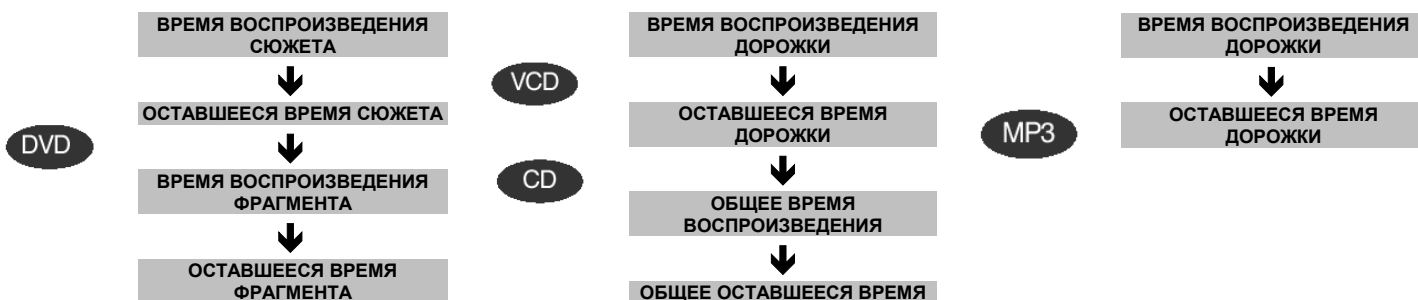 DVD
ВРЕМЯ ВОСПРОИЗВЕДЕНИЯ
СЮЖЕТА
ОСТАВШЕЕСЯ ВРЕМЯ СЮЖЕТА
ВРЕМЯ ВОСПРОИЗВЕДЕНИЯ
ФРАГМЕНТА
ОСТАВШЕЕСЯ ВРЕМЯ
ФРАГМЕНТА
VCD
CD
ВРЕМЯ ВОСПРОИЗВЕДЕНИЯ
ДОРОЖКИ
ОСТАВШЕЕСЯ ВРЕМЯ
ДОРОЖКИ
ОБЩЕЕ ВРЕМЯ
ВОСПРОИЗВЕДЕНИЯ
ОБЩЕЕ ОСТАВШЕЕСЯ ВРЕМЯ
MP3
ВРЕМЯ ВОСПРОИЗВЕДЕНИЯ
ДОРОЖКИ
ОСТАВШЕЕСЯ ВРЕМЯ
ДОРОЖКИ